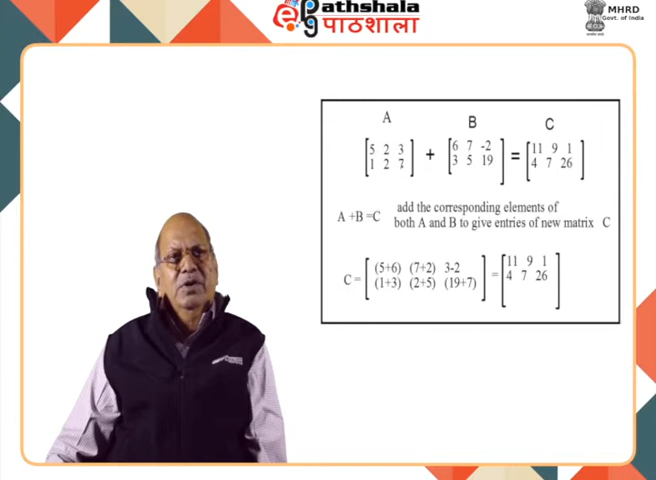 epathshala
पाठशाला
MHRD
Govt. of India
A B C
[5 2 3] + [6 7 -2] = [11 9 1]
[1 2 7] [3 5 19] [4 7 26]
A +B =C add the corresponding elements of
both A and B to give entries of new matrix C
C = [(5+6) (7+2) 3-2] = [11 9 1]
[(1+3) (2+5) (19+7)] [4 7 26]